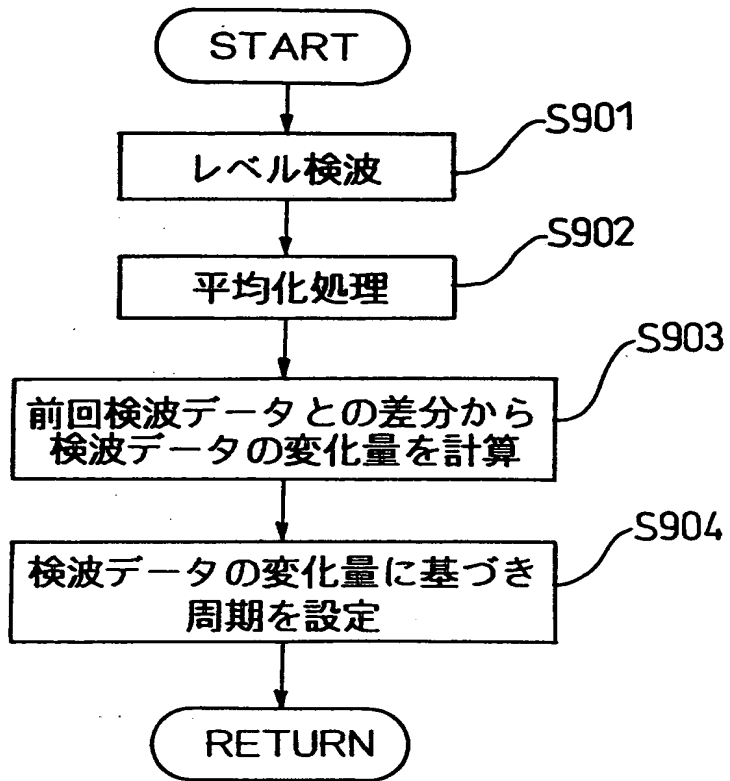 START
S901
レベル検波
S902
平均化処理
S903
前回検波データとの差分から
検波データの変化量を計算
S904
検波データの変化量に基づき
周期を設定
RETURN